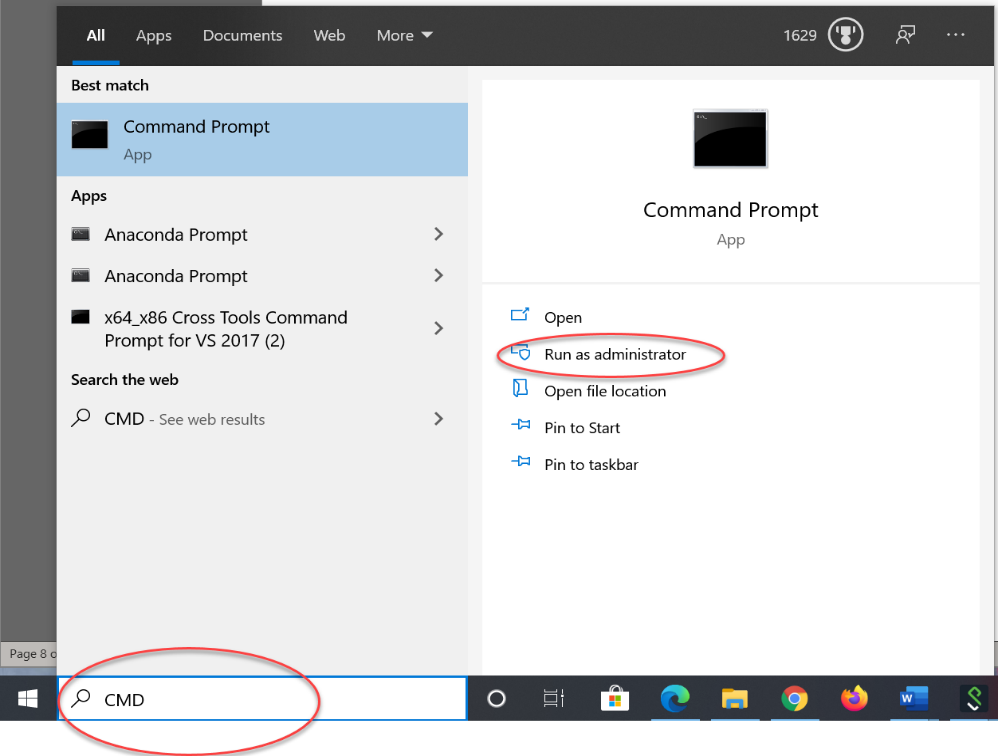 All Apps Documents Web More 1629
Best match
Command Prompt
App
Apps
Anaconda Prompt
Anaconda Prompt
x64_x86 Cross Tools Command
Prompt for VS 2017 (2)
Search the web
CMD - See web results
Command Prompt
App
Open
Run as administrator
Open file location
Pin to Start
Pin to taskbar
Page 8
CMD